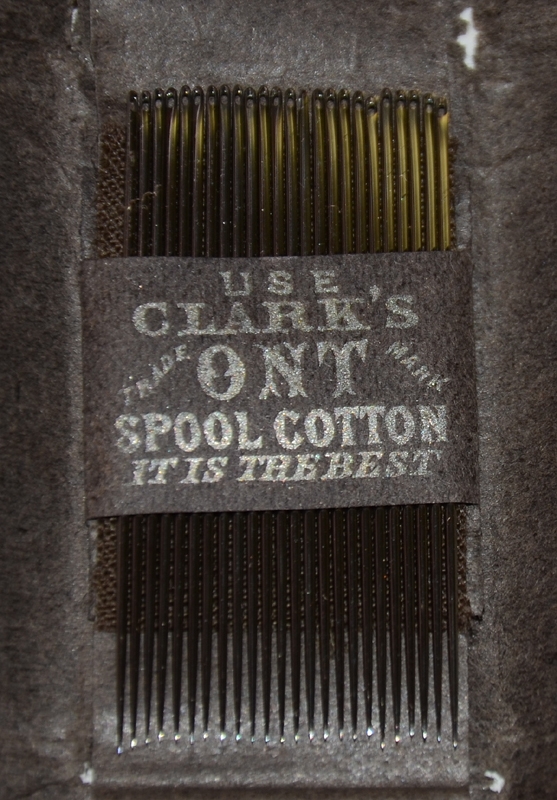 USE
CLARK'S
TRADE ONT MARK
SPOOL COTTON
IT IS THE BEST